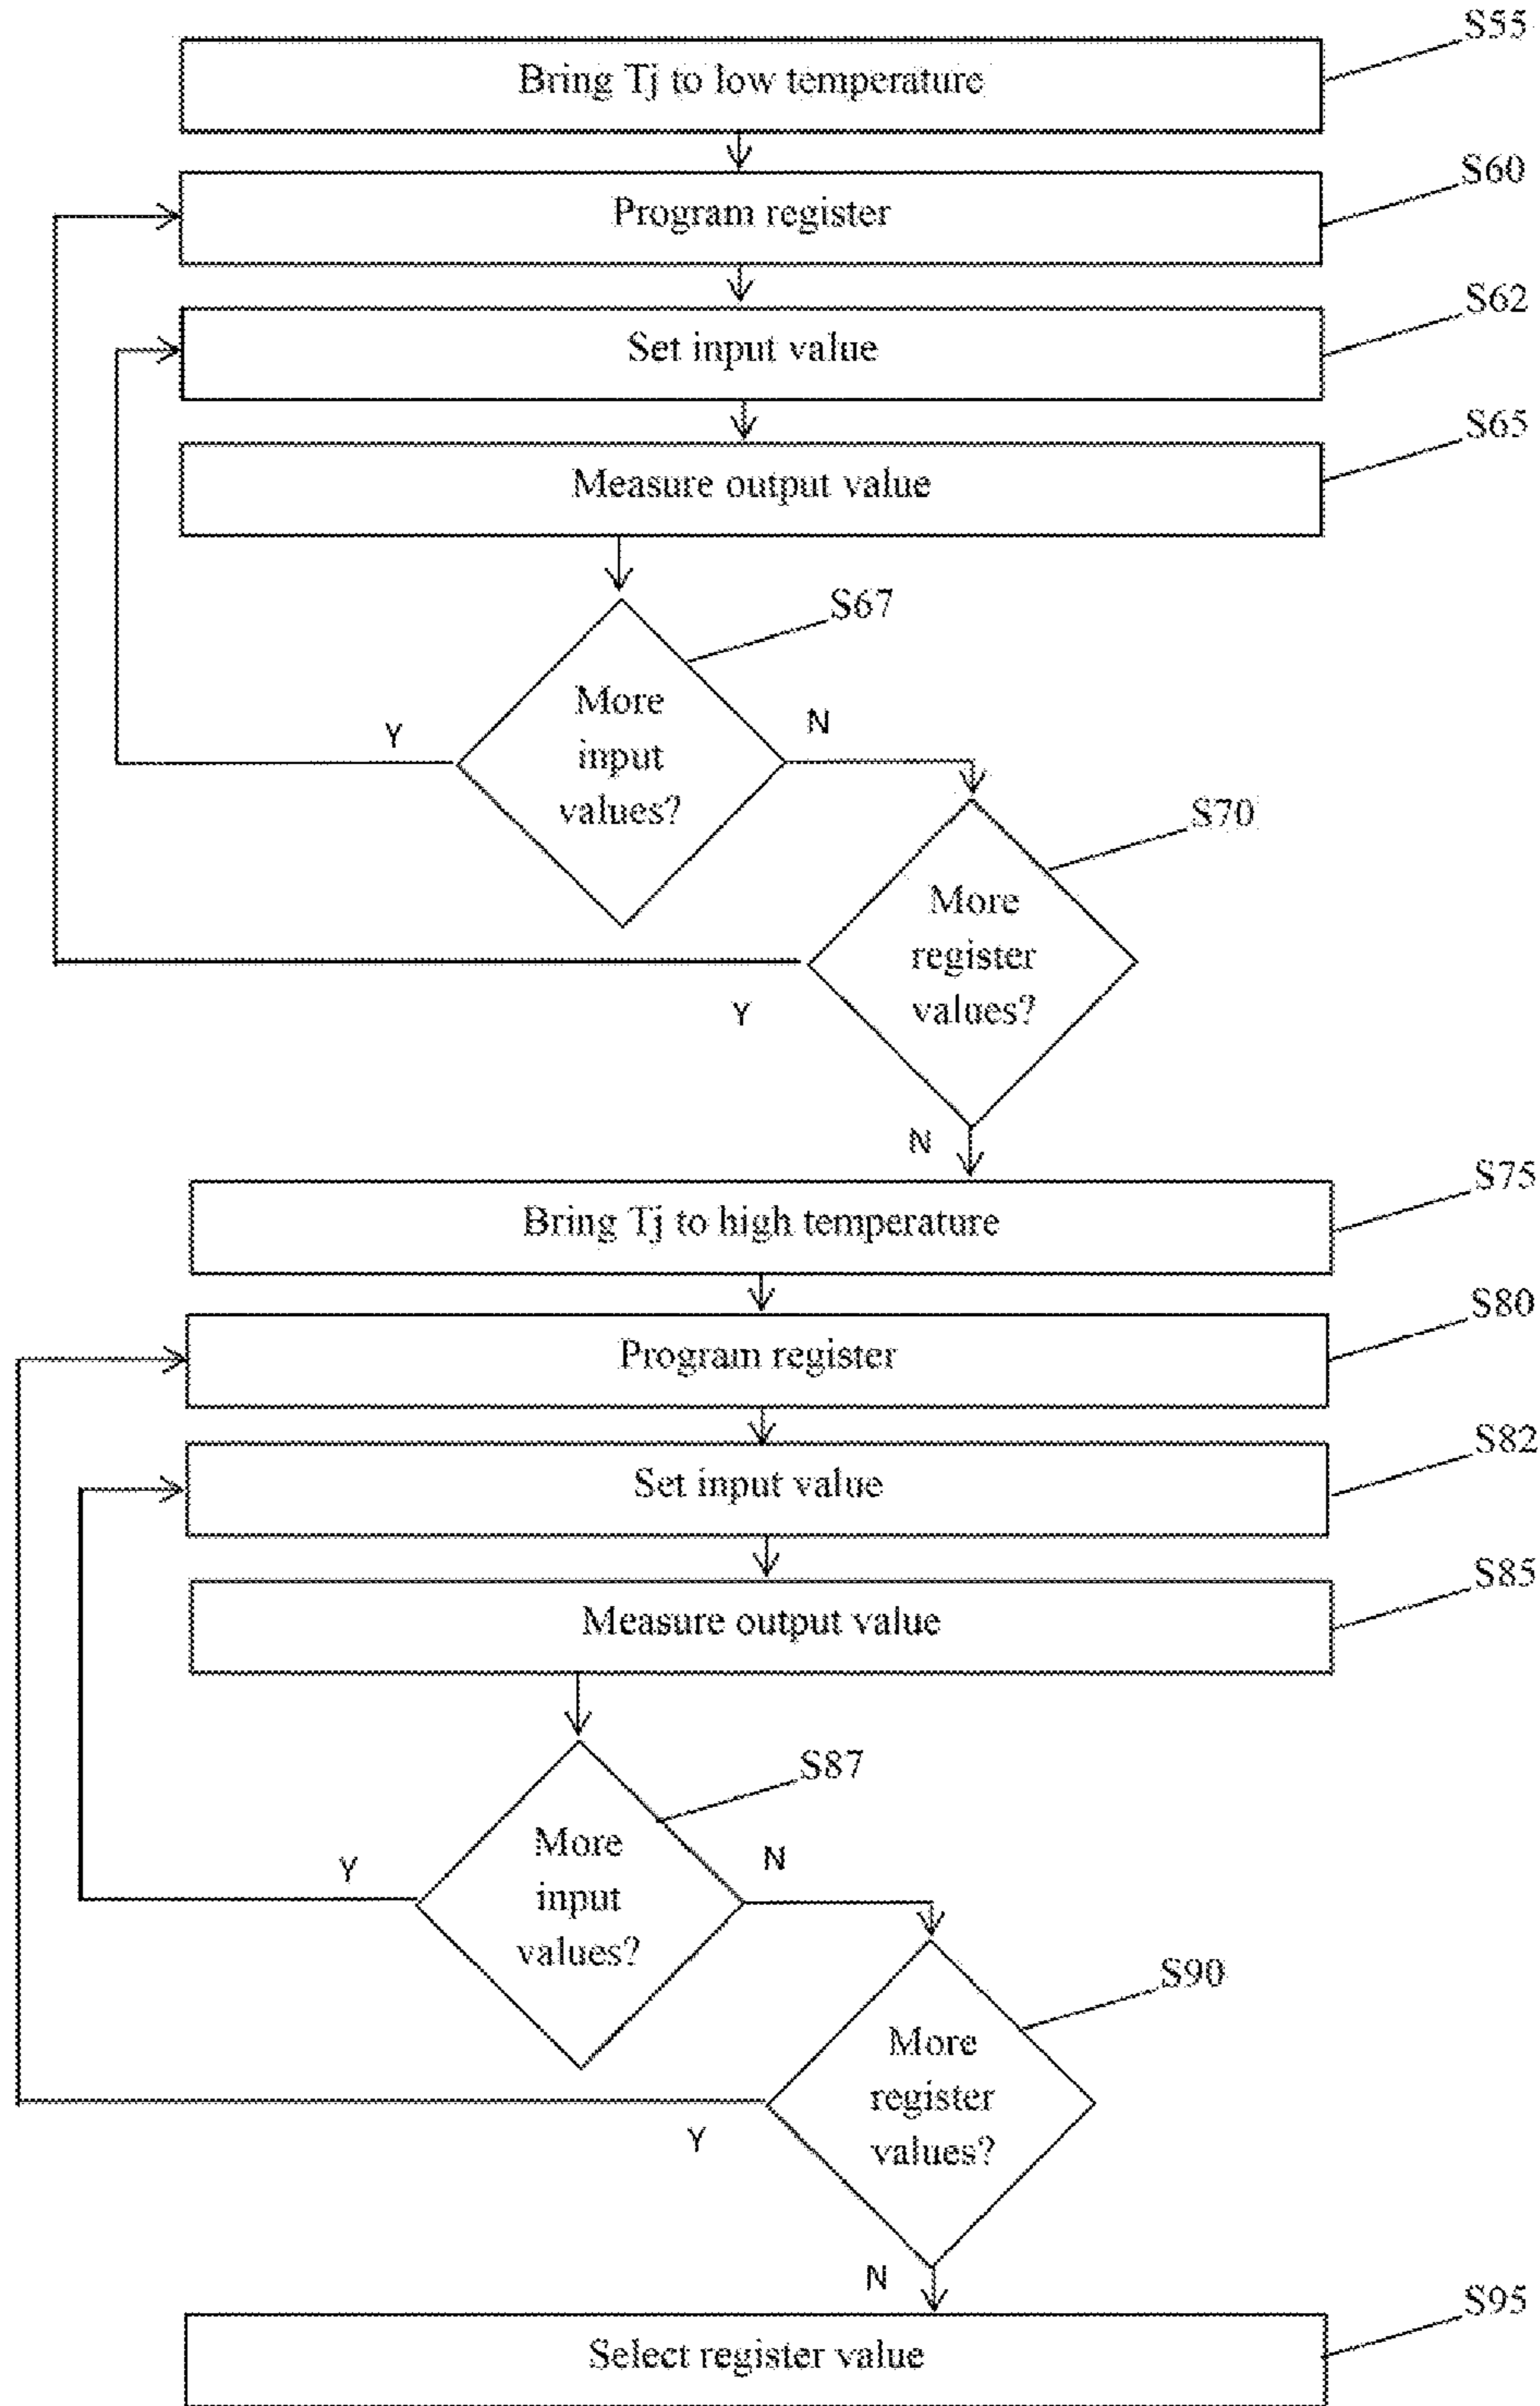 S55
Bring Tj to low temperature
S60
Program register
S62
Set input value
S65
Measure output value
S67
More
input
values?
Y
N
S70
More
register
values?
Y
N
S75
Bring Tj to high temperature
S80
Program register
S82
Set input value
S85
Measure output value
S87
More
input
values?
Y
N
S90
More
register
values?
Y
N
S95
Select register value